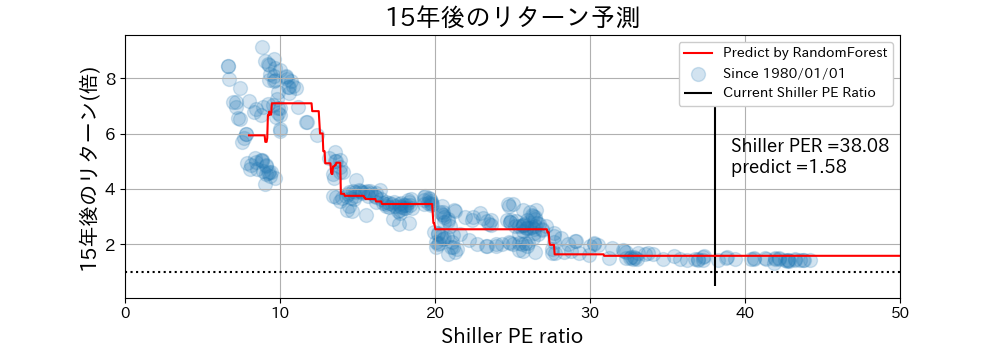 15年後のリターン予測
15年後のリターン(倍)
8
6
4
2
Predict by RandomForest
Since 1980/01/01
Current Shiller PE Ratio
Shiller PER =38.08
predict =1.58
0 10 20 30 40 50
Shiller PE ratio